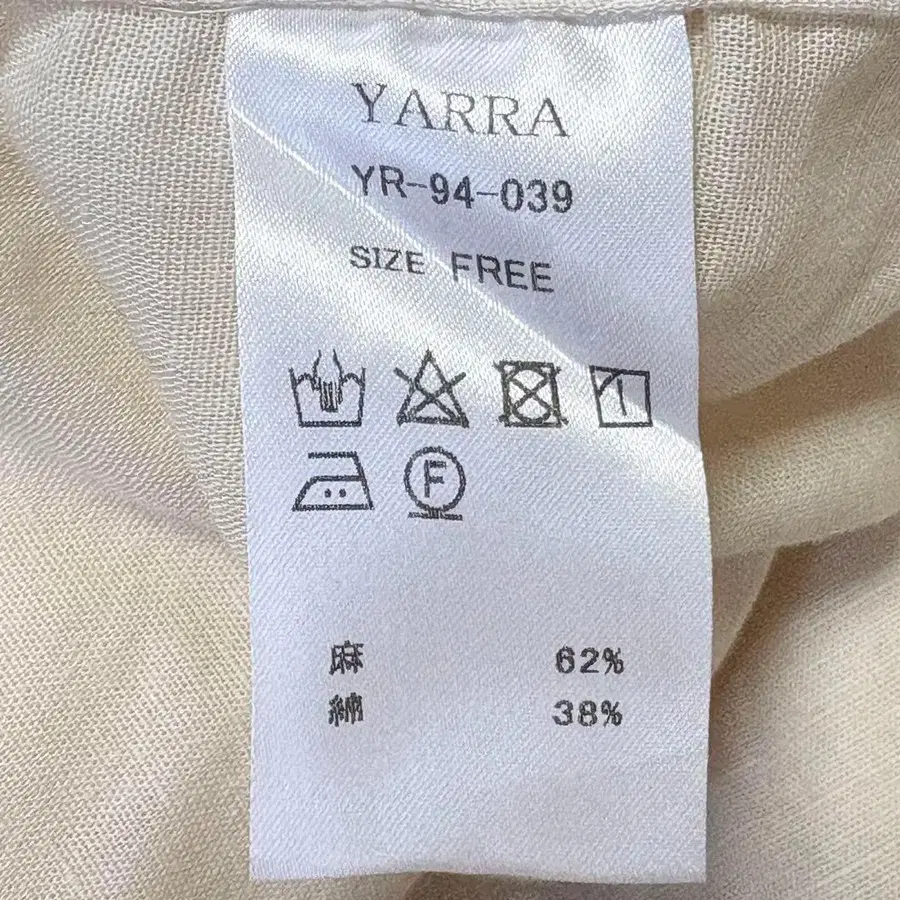 YARRA
YR-94-039
SIZE FREE
F
麻 62%
綿 38%